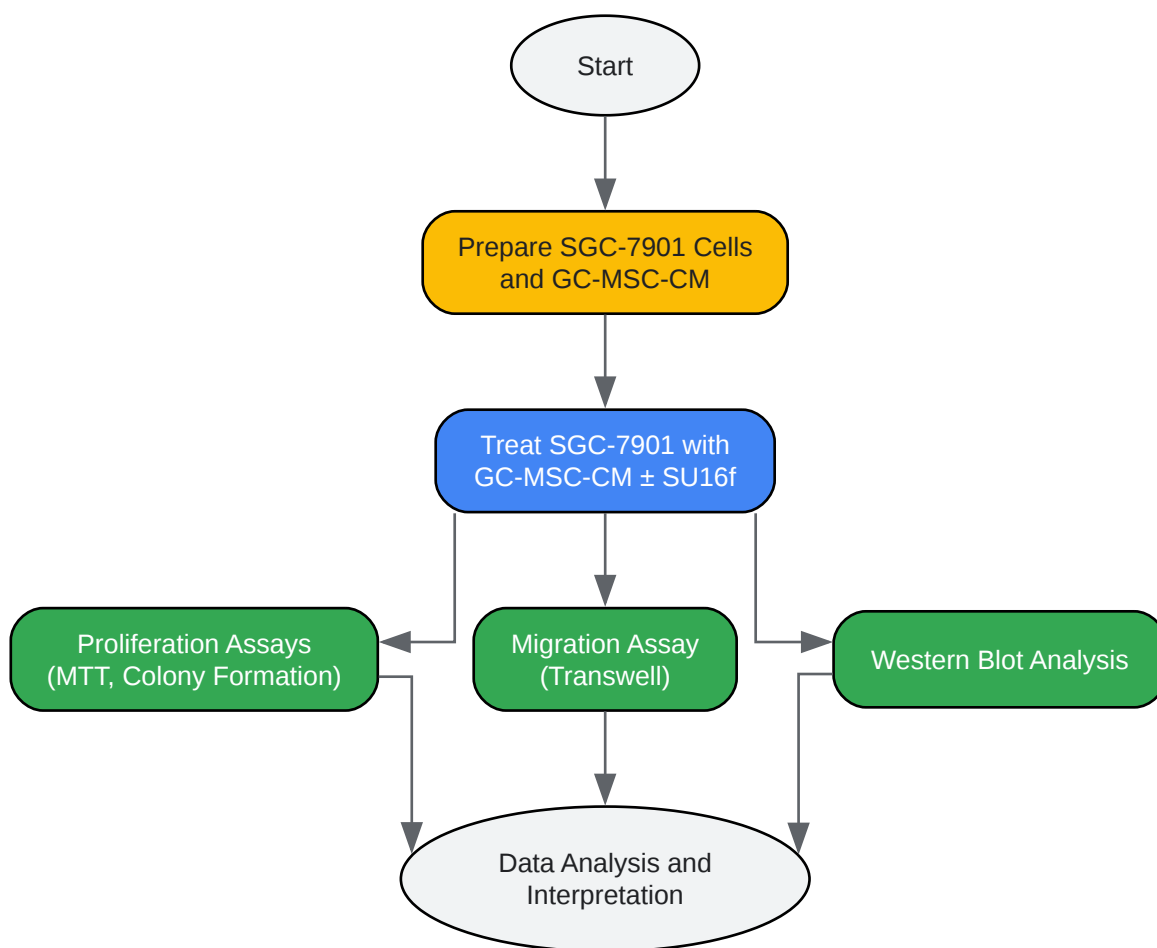 Start
Prepare SGC-7901 Cells
and GC-MSC-CM
Treat SGC-7901 with
GC-MSC-CM ± SU16f
Proliferation Assays
(MTT, Colony Formation)
Migration Assay
(Transwell)
Western Blot Analysis
Data Analysis and
Interpretation